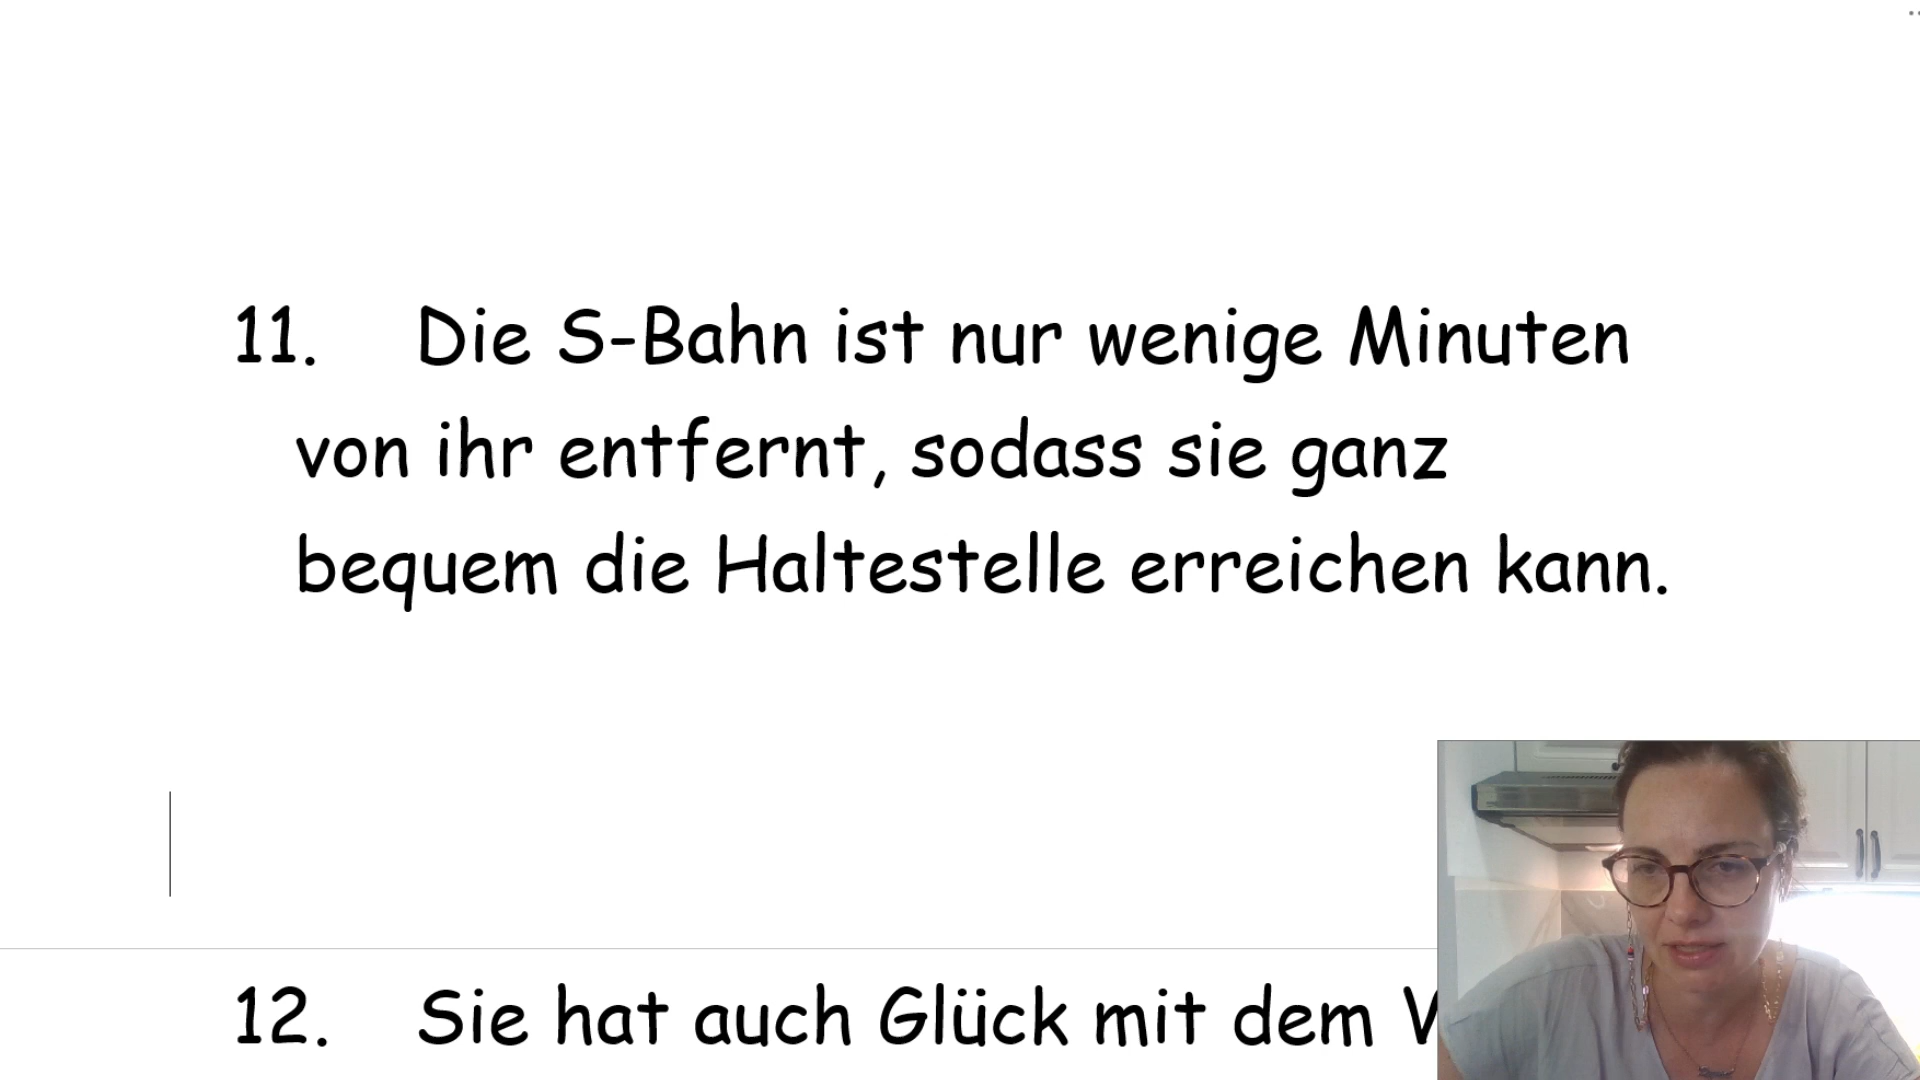 11. Die S-Bahn ist nur wenige Minuten
von ihr entfernt, sodass sie ganz
bequem die Haltestelle erreichen kann.
12. Sie hat auch Glück mit dem